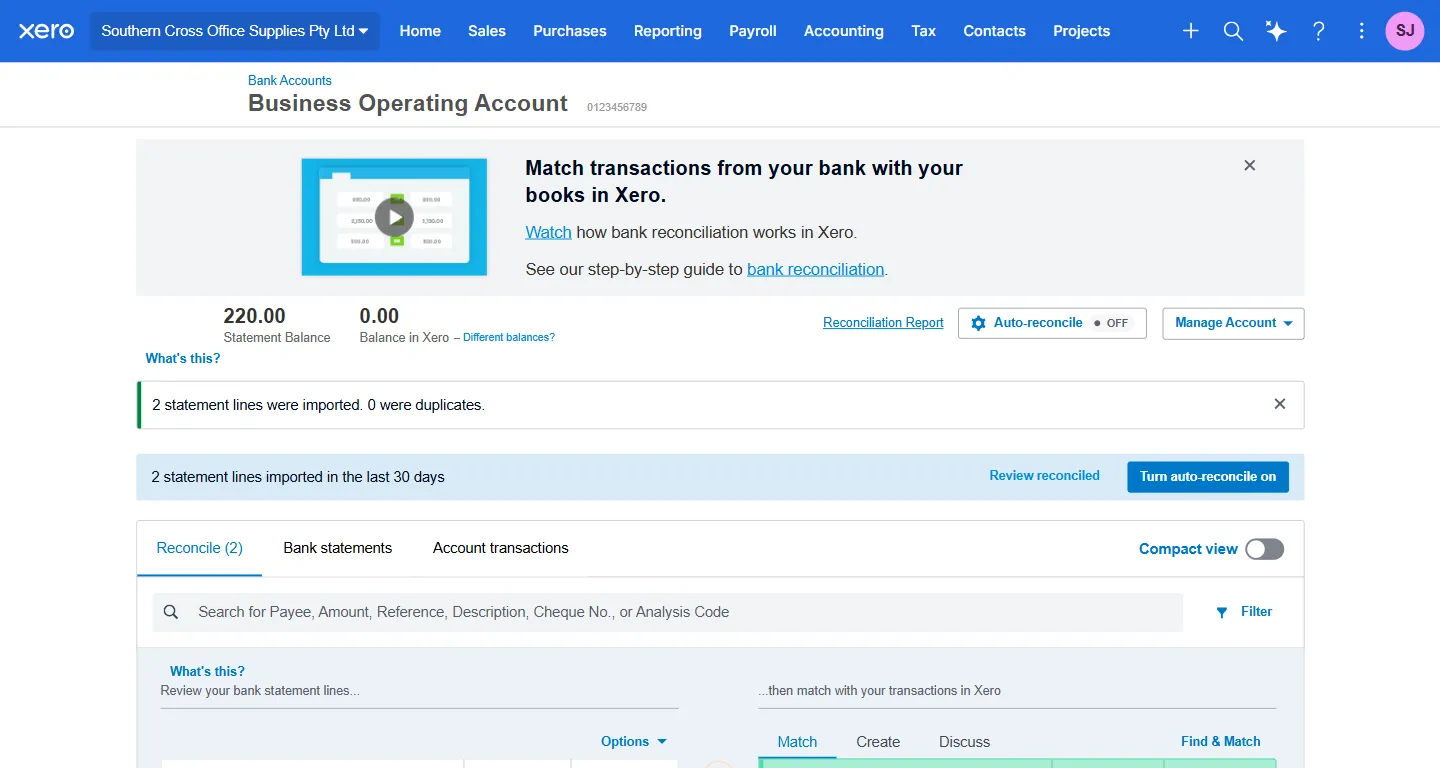 xero Southern Cross Office Supplies Pty Ltd Home Sales Purchases Reporting Payroll Accounting Tax Contacts Projects SJ
Bank Accounts
Business Operating Account 0123456789
Match transactions from your bank with your
books in Xero.
Watch how bank reconciliation works in Xero.
See our step-by-step guide to bank reconciliation.
220.00 0.00
Statement Balance Balance in Xero – Different balances?
Reconciliation Report Auto-reconcile OFF Manage Account
What's this?
2 statement lines were imported. 0 were duplicates.
2 statement lines imported in the last 30 days Review reconciled Turn auto-reconcile on
Reconcile (2) Bank statements Account transactions Compact view
Search for Payee, Amount, Reference, Description, Cheque No., or Analysis Code Filter
What's this?
Review your bank statement lines... ...then match with your transactions in Xero
Options Match Create Discuss Find & Match